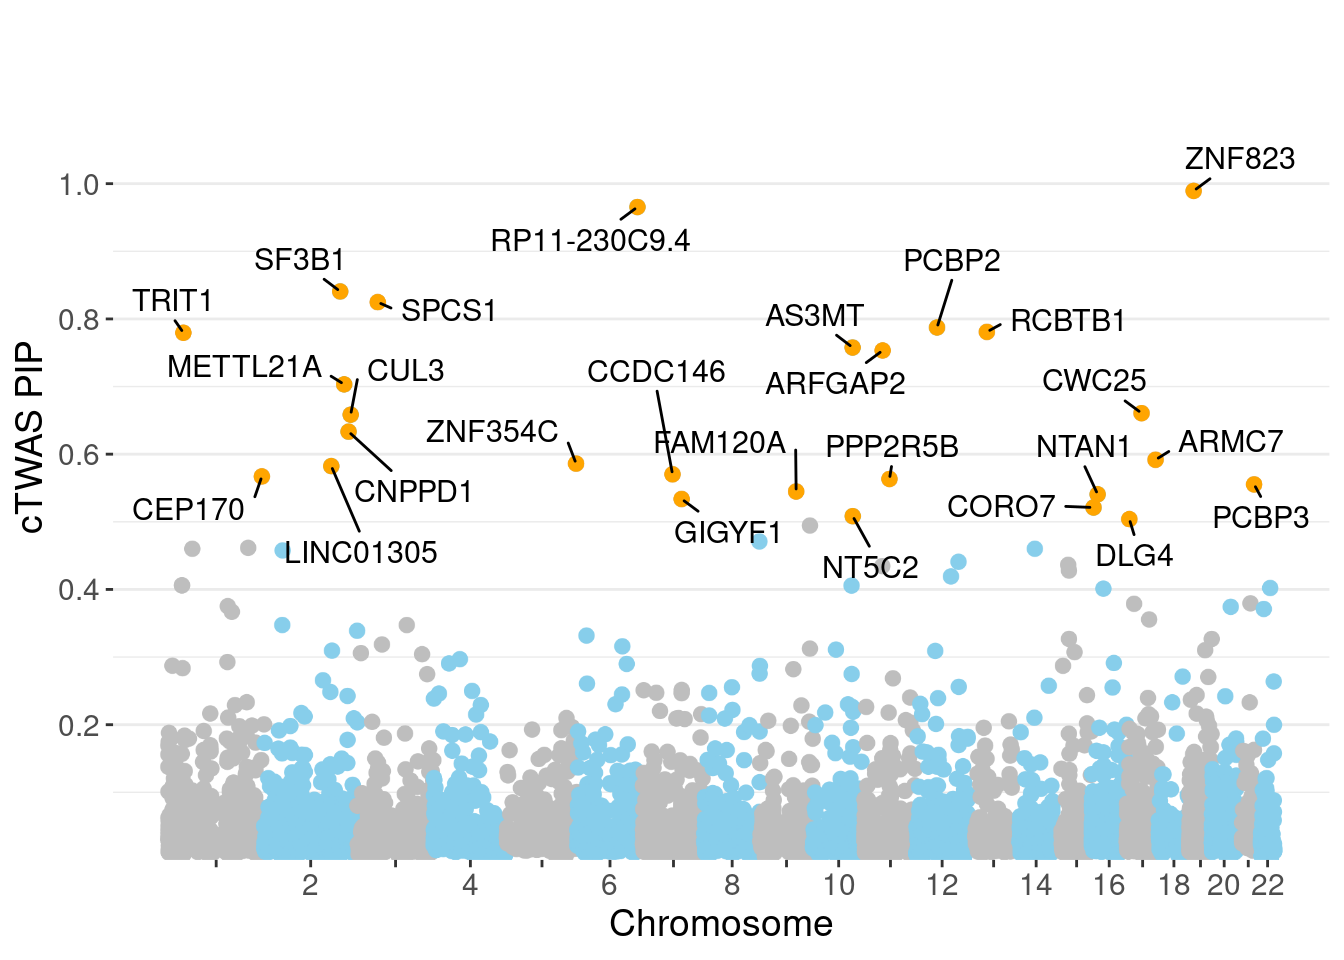 ZNF823
1.0
RP11-230C9.4
SF3B1
PCBP2
TRIT1
SPCS1
0.8
AS3MT
RCBTB1
METTL21A
CUL3
CCDC146
ARFGAP2
CWC25
cTWAS PIP
ZNF354C
FAM120A
PPP2R5B
NTAN1
ARMC7
0.6
CEP170
CNPPD1
CORO7
PCBP3
GIGYF1
LINC01305
NT5C2
DLG4
0.4
0.2
2 4 6 8 10 12 14 16 18 20 22
Chromosome